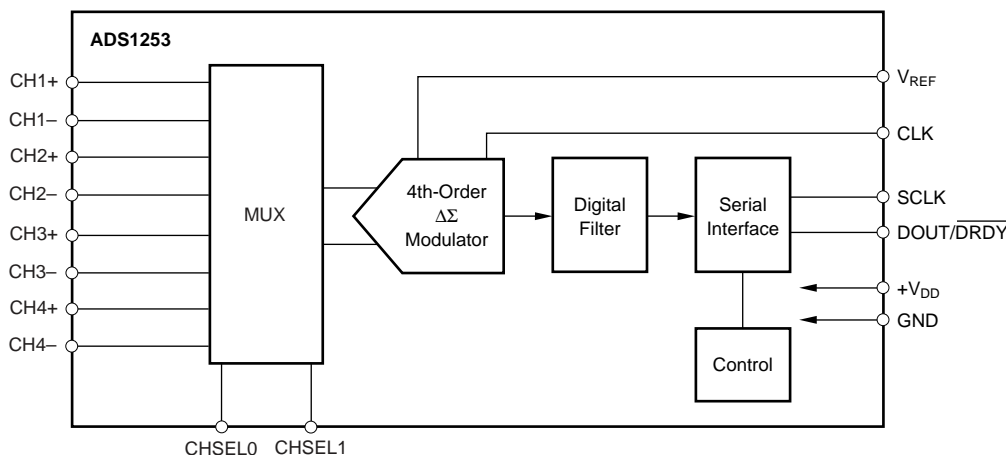 ADS1253
CH1+
CH1–
CH2+
CH2–
CH3+
CH3–
CH4+
CH4–
MUX
4th-Order
ΔΣ
Modulator
Digital
Filter
Serial
Interface
Control
VREF
CLK
SCLK
DOUT/DRDY
+VDD
GND
CHSEL0
CHSEL1